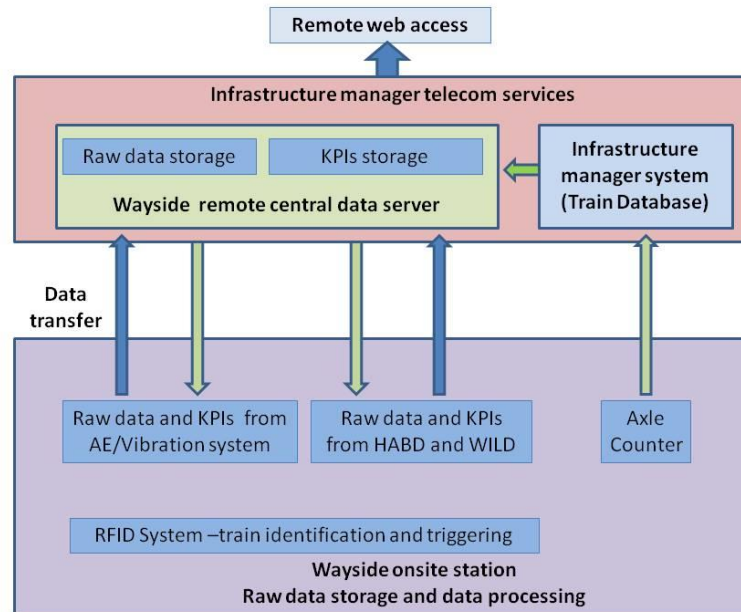 Remote web access
Infrastructure manager telecom services
Raw data storage
KPIs storage
Wayside remote central data server
Infrastructure
manager system
(Train Database)
Data
transfer
Raw data and KPIs from
AE/Vibration system
Raw data and KPIs
from HABD and WILD
Axle
Counter
RFID System –train identification and triggering
Wayside onsite station
Raw data storage and data processing